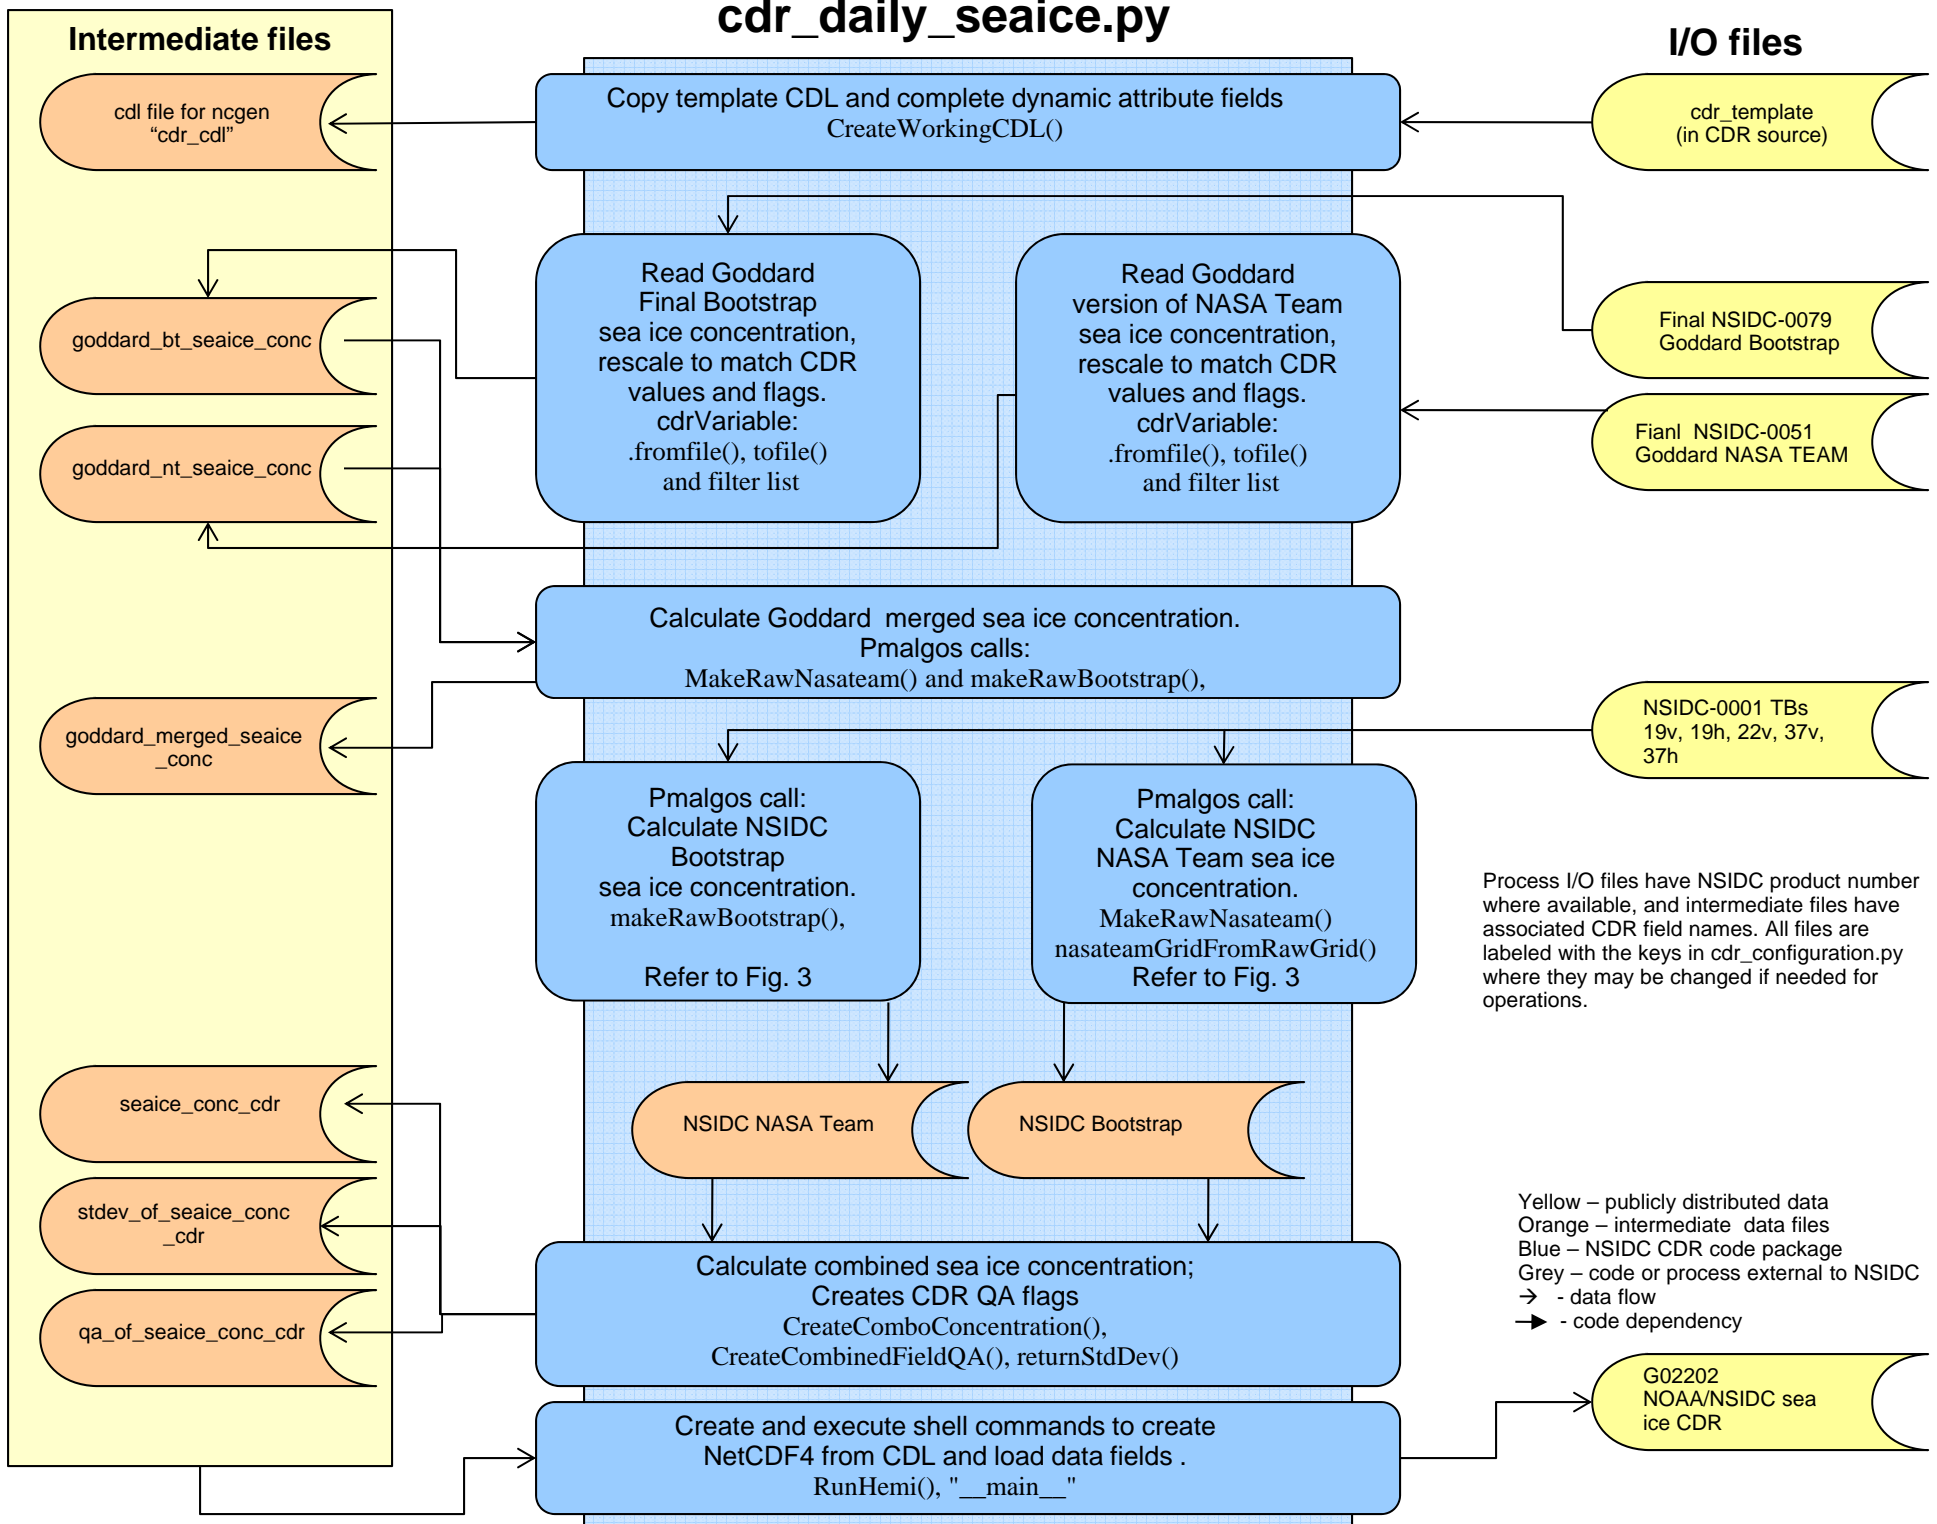 cdr_daily_seaice.py
Intermediate files
I/O files
cdl file for ncgen
“cdr_cdl”
Copy template CDL and complete dynamic attribute fields
CreateWorkingCDL()
cdr_template
(in CDR source)
goddard_bt_seaice_conc
goddard_nt_seaice_conc
Read Goddard
Final Bootstrap
sea ice concentration,
rescale to match CDR
values and flags.
cdrVariable:
.fromfile(), tofile()
and filter list
Read Goddard
version of NASA Team
sea ice concentration,
rescale to match CDR
values and flags.
cdrVariable:
.fromfile(), tofile()
and filter list
Final NSIDC-0079
Goddard Bootstrap
Fianl  NSIDC-0051
Goddard NASA TEAM
Calculate Goddard  merged sea ice concentration.
Pmalgos calls:
MakeRawNasateam() and makeRawBootstrap(),
goddard_merged_seaice
_conc
NSIDC-0001 TBs
19v, 19h, 22v, 37v,
37h
Pmalgos call:
Calculate NSIDC
Bootstrap
sea ice concentration.
makeRawBootstrap(),
Refer to Fig. 3
Pmalgos call:
Calculate NSIDC
NASA Team sea ice
concentration.
MakeRawNasateam()
nasateamGridFromRawGrid()
Refer to Fig. 3
Process I/O files have NSIDC product number
where available, and intermediate files have
associated CDR field names. All files are
labeled with the keys in cdr_configuration.py
where they may be changed if needed for
operations.
seaice_conc_cdr
NSIDC NASA Team
NSIDC Bootstrap
stdev_of_seaice_conc
_cdr
qa_of_seaice_conc_cdr
Calculate combined sea ice concentration;
Creates CDR QA flags
CreateComboConcentration(),
CreateCombinedFieldQA(), returnStdDev()
Yellow – publicly distributed data
Orange – intermediate  data files
Blue – NSIDC CDR code package
Grey – code or process external to NSIDC
→ - data flow
→ - code dependency
G02202
NOAA/NSIDC sea
ice CDR
Create and execute shell commands to create
NetCDF4 from CDL and load data fields .
RunHemi(), "__main__"